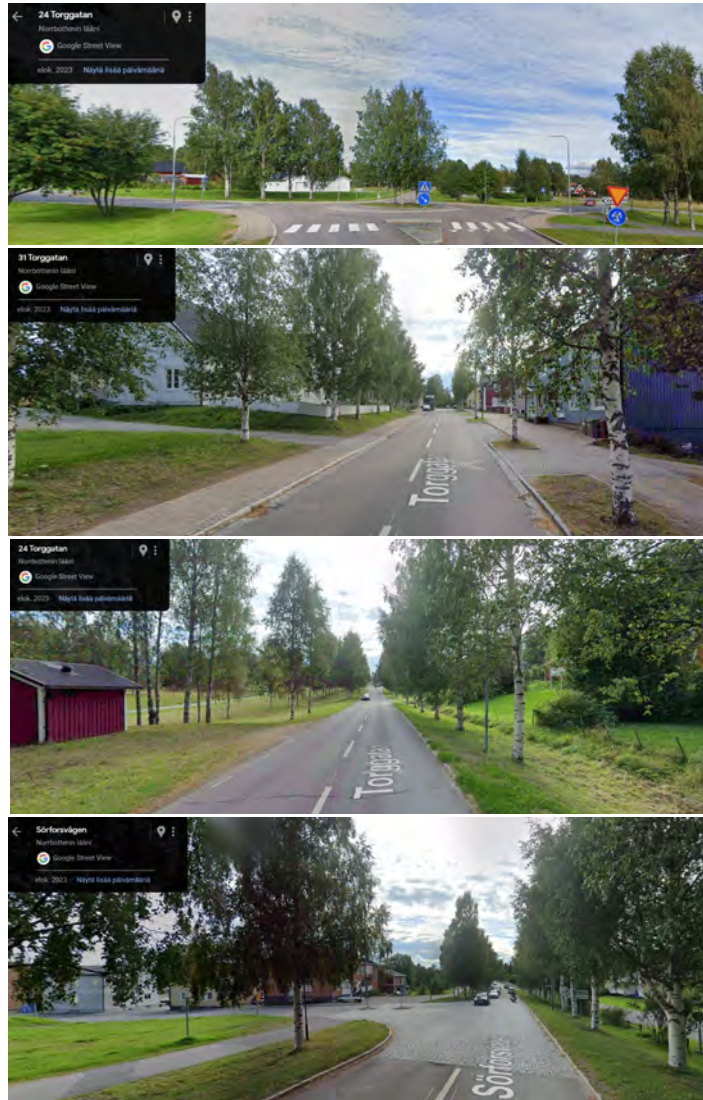 24 Torggatan
Norrbottenin lääni
Google Street View
elok. 2023 Näytä lisää päivämääriä
31 Torggatan
Norrbottenin lääni
Google Street View
elok. 2023 Näytä lisää päivämääriä
Torggata
24 Torggatan
Norrbottenin lääni
Google Street View
elok. 2023 Näytä lisää päivämääriä
Torggatan
Sörforsvägen
Norrbottenin lääni
Google Street View
elok. 2023 Näytä lisää päivämääriä
Sörforsväge